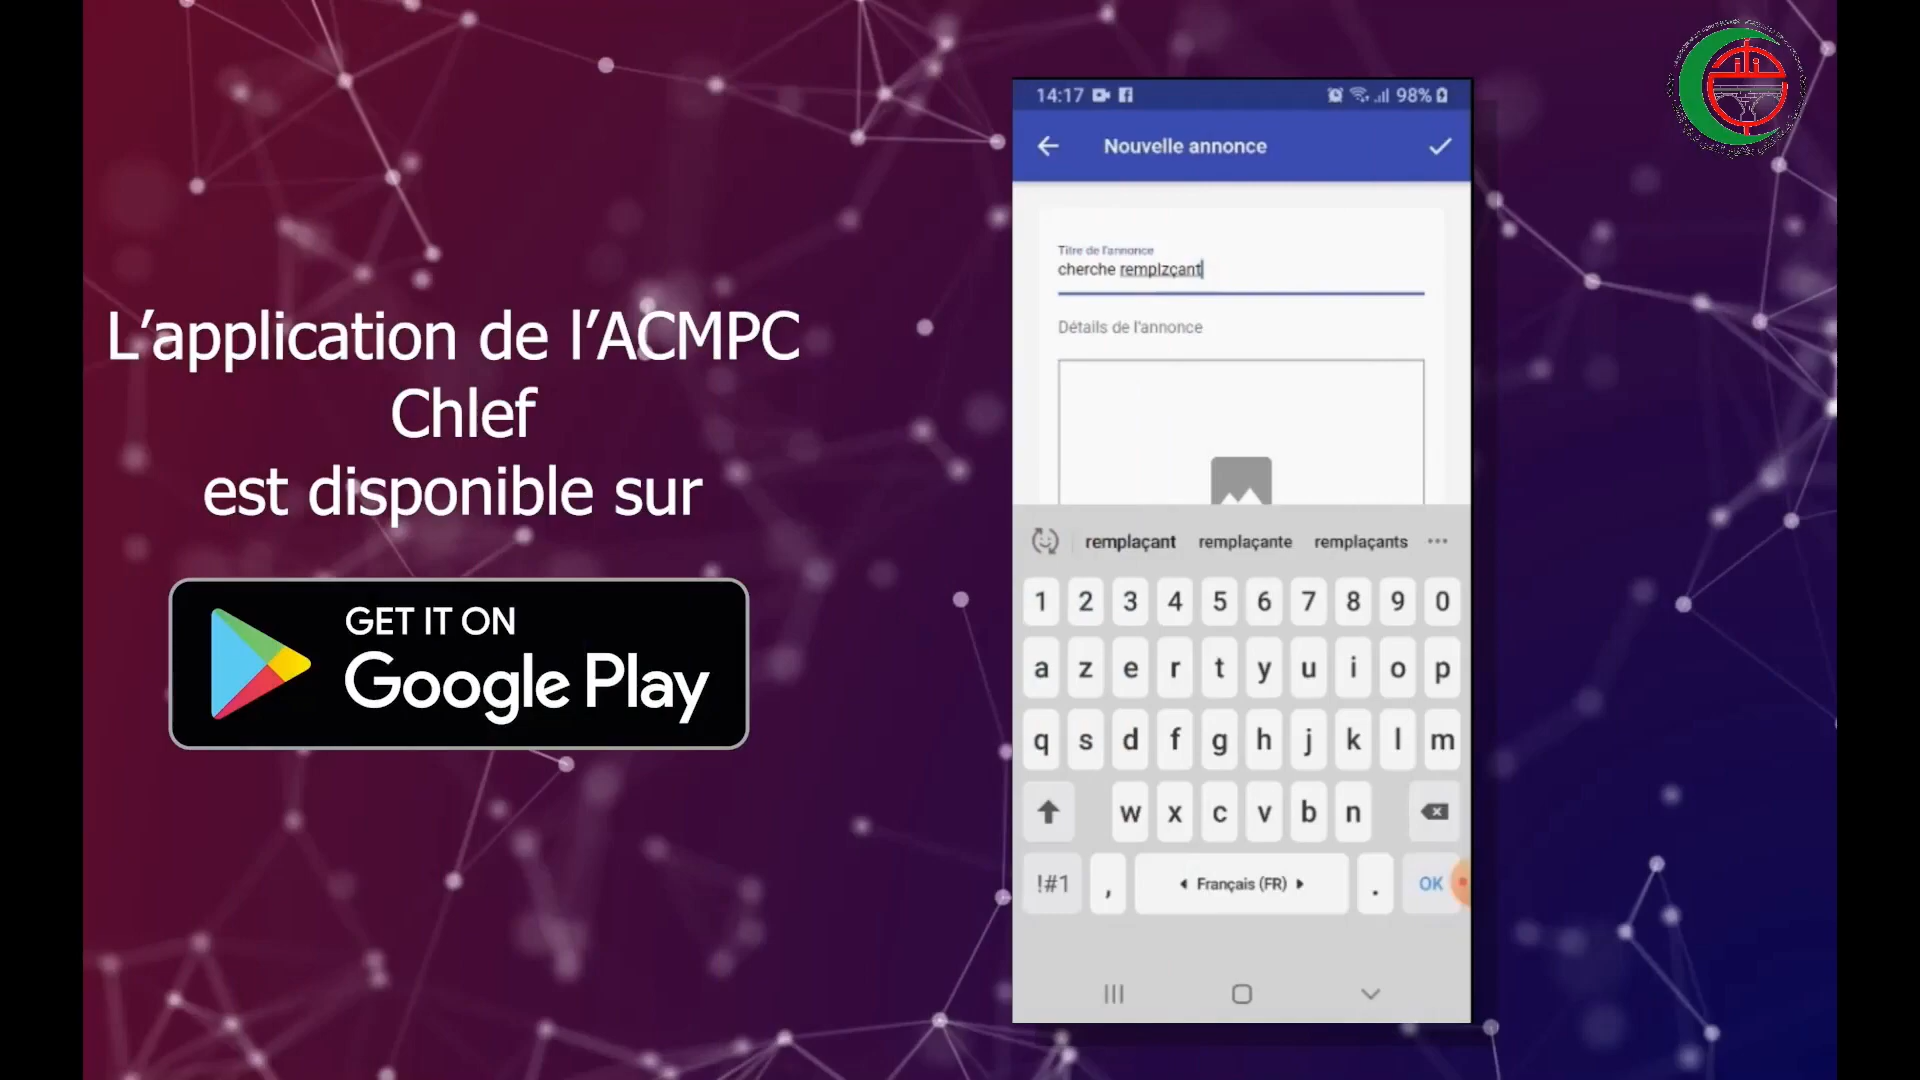 L’application de l’ACMPC
Chlef
est disponible sur
GET IT ON
Google Play
14:17
98%
Nouvelle annonce
Titre de l'annonce
cherche remplzçant
Détails de l'annonce
remplaçant remplaçante remplaçants
1 2 3 4 5 6 7 8 9 0
a z e r t y u i o p
q s d f g h j k l m
w x c v b n
!#1 , Français (FR) . OK